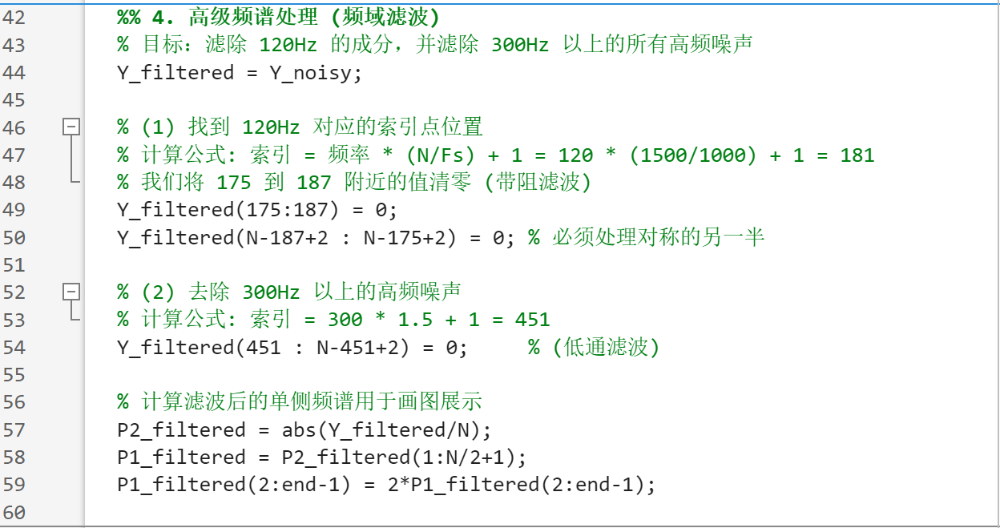 42 %% 4. 高级频谱处理 (频域滤波)
43 % 目标：滤除 120Hz 的成分，并滤除 300Hz 以上的所有高频噪声
44 Y_filtered = Y_noisy;
45
46 % (1) 找到 120Hz 对应的索引点位置
47 % 计算公式: 索引 = 频率 * (N/Fs) + 1 = 120 * (1500/1000) + 1 = 181
48 % 我们将 175 到 187 附近的值清零 (带阻滤波)
49 Y_filtered(175:187) = 0;
50 Y_filtered(N-187+2 : N-175+2) = 0; % 必须处理对称的另一半
51
52 % (2) 去除 300Hz 以上的高频噪声
53 % 计算公式: 索引 = 300 * 1.5 + 1 = 451
54 Y_filtered(451 : N-451+2) = 0; % (低通滤波)
55
56 % 计算滤波后的单侧频谱用于画图展示
57 P2_filtered = abs(Y_filtered/N);
58 P1_filtered = P2_filtered(1:N/2+1);
59 P1_filtered(2:end-1) = 2*P1_filtered(2:end-1);
60